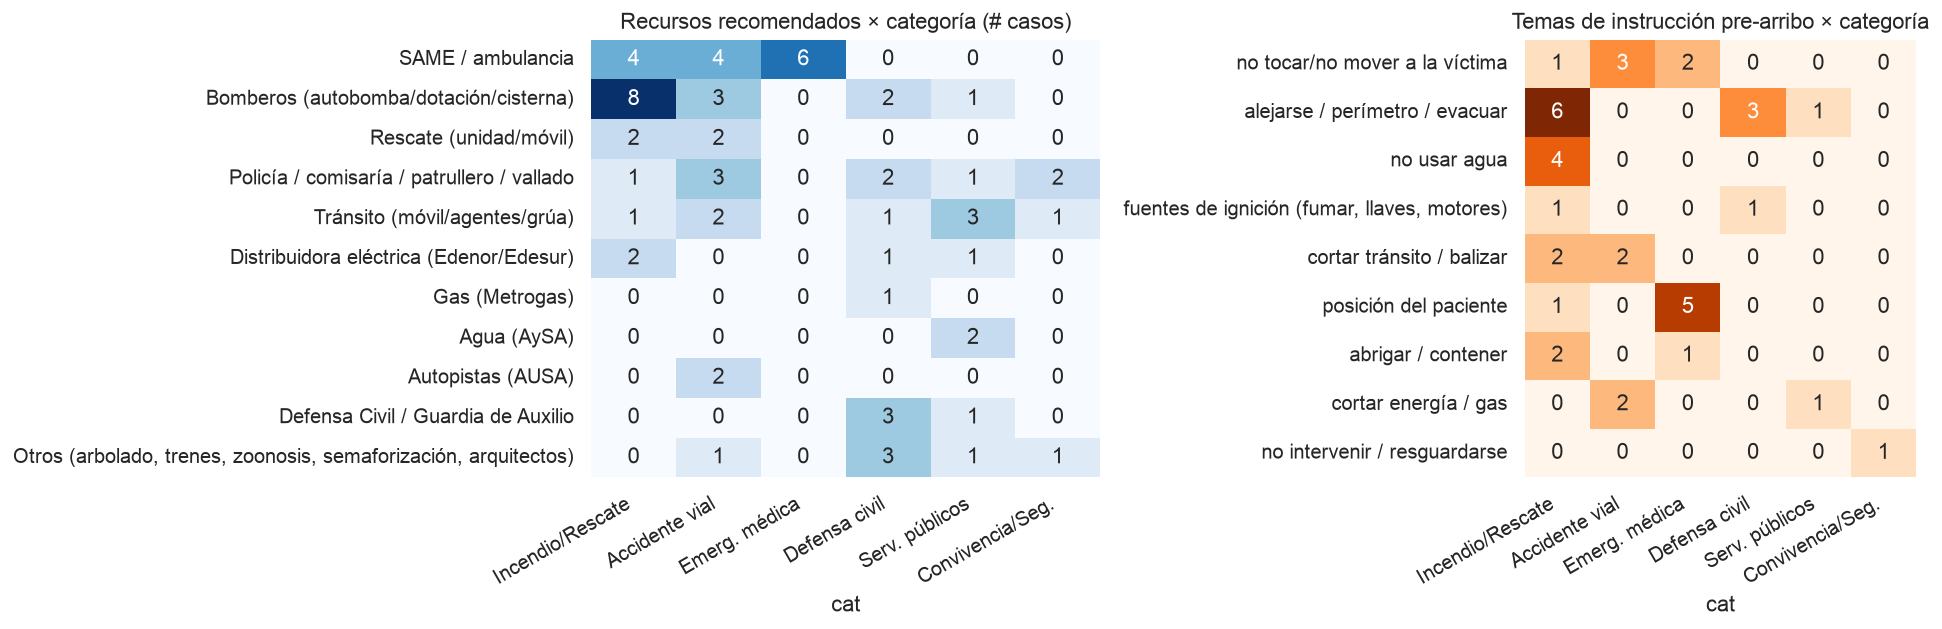 Recursos recomendados × categoría (# casos)
SAME / ambulancia 4 4 6 0 0 0
Bomberos (autobomba/dotación/cisterna) 8 3 0 2 1 0
Rescate (unidad/móvil) 2 2 0 0 0 0
Policía / comisaría / patrullero / vallado 1 3 0 2 1 2
Tránsito (móvil/agentes/grúa) 1 2 0 1 3 1
Distribuidora eléctrica (Edenor/Edesur) 2 0 0 1 1 0
Gas (Metrogas) 0 0 0 1 0 0
Agua (AySA) 0 0 0 0 2 0
Autopistas (AUSA) 0 2 0 0 0 0
Defensa Civil / Guardia de Auxilio 0 0 0 3 1 0
Otros (arbolado, trenes, zoonosis, semaforización, arquitectos) 0 1 0 3 1 1
Incendio/Rescate
Accidente vial
Emerg. médica
Defensa civil
Serv. públicos
Convivencia/Seg.
cat
Temas de instrucción pre-arribo × categoría
no tocar/no mover a la víctima 1 3 2 0 0 0
alejarse / perímetro / evacuar 6 0 0 3 1 0
no usar agua 4 0 0 0 0 0
fuentes de ignición (fumar, llaves, motores) 1 0 0 1 0 0
cortar tránsito / balizar 2 2 0 0 0 0
posición del paciente 1 0 5 0 0 0
abrigar / contener 2 0 1 0 0 0
cortar energía / gas 0 2 0 0 1 0
no intervenir / resguardarse 0 0 0 0 0 1
Incendio/Rescate
Accidente vial
Emerg. médica
Defensa civil
Serv. públicos
Convivencia/Seg.
cat